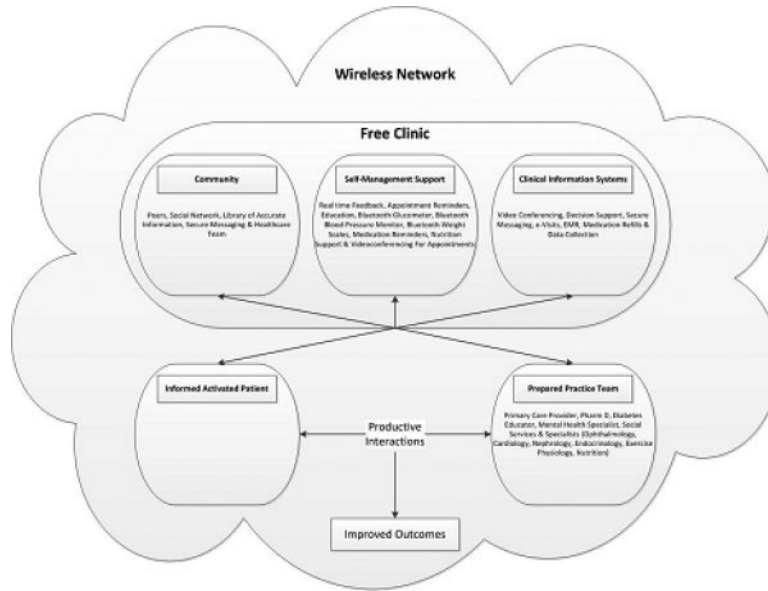 Wireless Network
Free Clinic
Community
Peers, Social Network, Library of Accurate
Information, Secure Messaging & Healthcare
Team
Self-Management Support
Real time Feedback, Appointment Reminders,
Education, Bluetooth Glucometer, Bluetooth
Blood Pressure Monitor, Bluetooth Weight
Scales, Medication Reminders, Nutrition
Support & Videoconferencing For Appointments
Clinical Information Systems
Video Conferencing, Decision Support, Secure
Messaging, e-Visits, EMR, Medication Refills &
Data Collection
Informed Activated Patient
Prepared Practice Team
Primary Care Provider, Pharm D, Diabetes
Educator, Mental Health Specialist, Social
Services & Specialists (Ophthalmology,
Cardiology, Nephrology, Endocrinology, Exercise
Physiology, Nutrition)
Productive
Interactions
Improved Outcomes